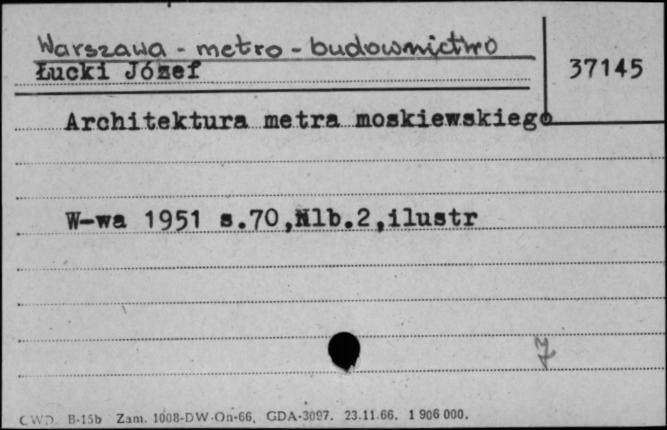 Warszawa - metro - budownictwo
Łucki Józef
37145
Architektura metra moskiewskiego
W-wa 1951 s.70,Nlb.2,ilustr
7
CWD B-15b Zam. 1008-DW-On-66, GDA-3097. 23.11.66. 1 906 000.